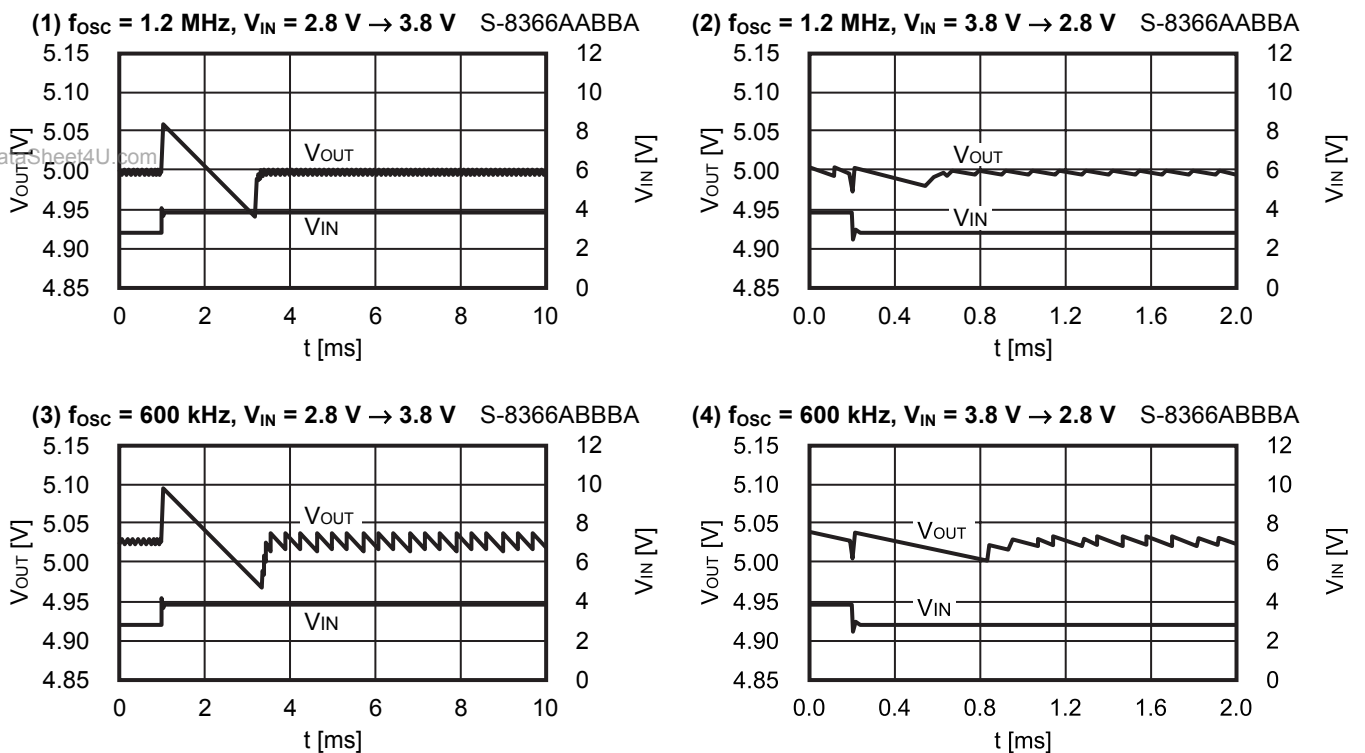 (1) fOSC = 1.2 MHz, VIN = 2.8 V → 3.8 V S-8366AABBA
5.15
5.10
5.05
5.00
4.95
4.90
4.85
VOUT [V]
12
10
8
6
4
2
0
VIN [V]
VOUT
VIN
0 2 4 6 8 10
t [ms]
ataSheet4U.com
(2) fOSC = 1.2 MHz, VIN = 3.8 V → 2.8 V S-8366AABBA
5.15
5.10
5.05
5.00
4.95
4.90
4.85
VOUT [V]
12
10
8
6
4
2
0
VIN [V]
VOUT
VIN
0.0 0.4 0.8 1.2 1.6 2.0
t [ms]
(3) fOSC = 600 kHz, VIN = 2.8 V → 3.8 V S-8366ABBBA
5.15
5.10
5.05
5.00
4.95
4.90
4.85
VOUT [V]
12
10
8
6
4
2
0
VIN [V]
VOUT
VIN
0 2 4 6 8 10
t [ms]
(4) fOSC = 600 kHz, VIN = 3.8 V → 2.8 V S-8366ABBBA
5.15
5.10
5.05
5.00
4.95
4.90
4.85
VOUT [V]
12
10
8
6
4
2
0
VIN [V]
VOUT
VIN
0.0 0.4 0.8 1.2 1.6 2.0
t [ms]